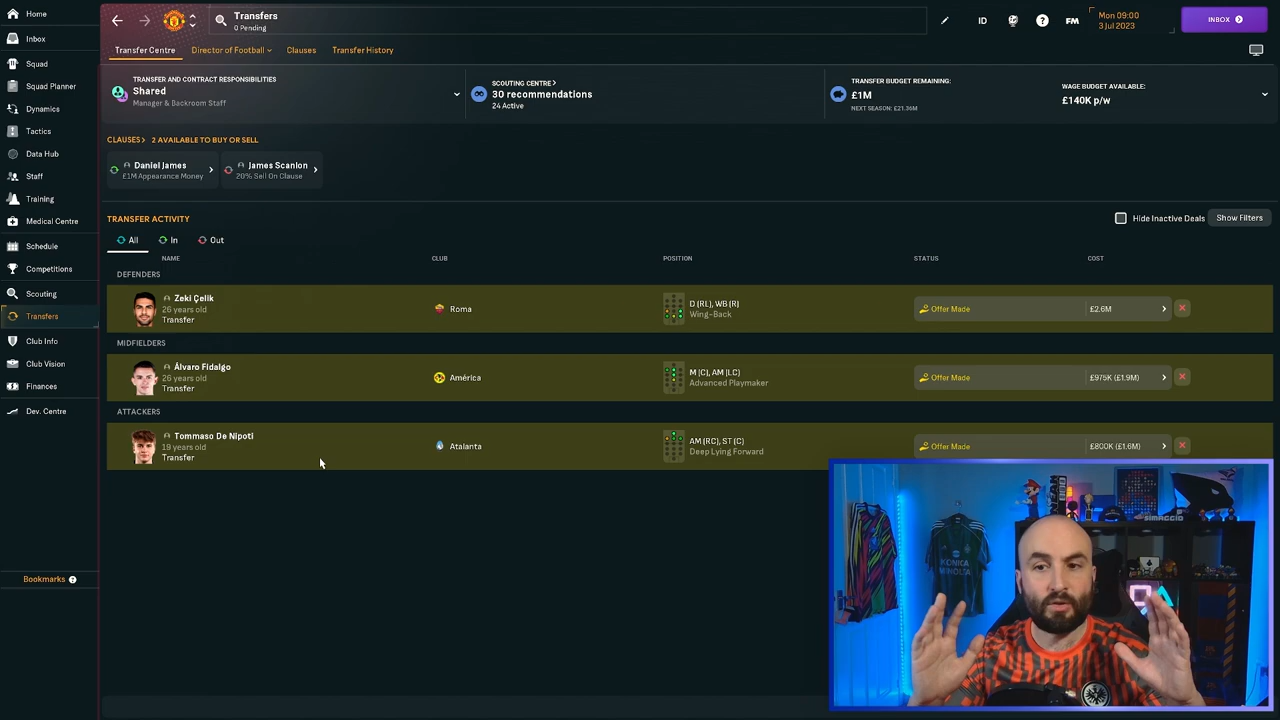 Home
Inbox
Squad
Squad Planner
Dynamics
Tactics
Data Hub
Staff
Training
Medical Centre
Schedule
Competitions
Scouting
Transfers
Club Info
Club Vision
Finances
Dev. Centre
Bookmarks ?
Transfers
0 Pending
ID
?
FM
Mon 09:00
3 Jul 2023
INBOX
Transfer Centre
Director of Football
Clauses
Transfer History
TRANSFER AND CONTRACT RESPONSIBILITIES
Shared
Manager & Backroom Staff
SCOUTING CENTRE >
30 recommendations
24 Active
TRANSFER BUDGET REMAINING:
£1M
NEXT SEASON: £21.36M
WAGE BUDGET AVAILABLE:
£140K p/w
CLAUSES > 2 AVAILABLE TO BUY OR SELL
Daniel James
£1M Appearance Money
James Scanlon
20% Sell On Clause
TRANSFER ACTIVITY
Hide Inactive Deals
Show Filters
All
In
Out
NAME CLUB POSITION STATUS COST
DEFENDERS
Zeki Çelik
26 years old
Transfer
Roma
D (RL), WB (R)
Wing-Back
Offer Made
£2.6M
MIDFIELDERS
Álvaro Fidalgo
26 years old
Transfer
América
M (C), AM (LC)
Advanced Playmaker
Offer Made
£975K (£1.9M)
ATTACKERS
Tommaso De Nipoti
19 years old
Transfer
Atalanta
AM (RC), ST (C)
Deep Lying Forward
Offer Made
£800K (£1.6M)
KONICA
MINOLTA
SIMACCIO